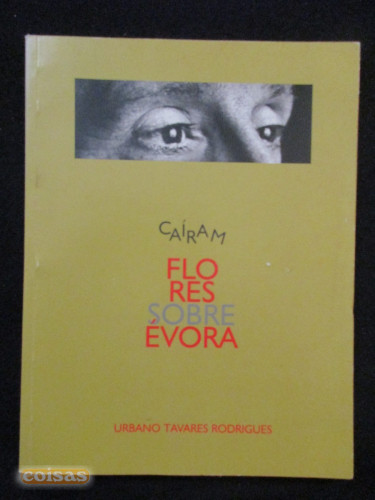 CAÍRAM
FLO
RES
SOBRE
ÉVORA
URBANO TAVARES RODRIGUES
coisas